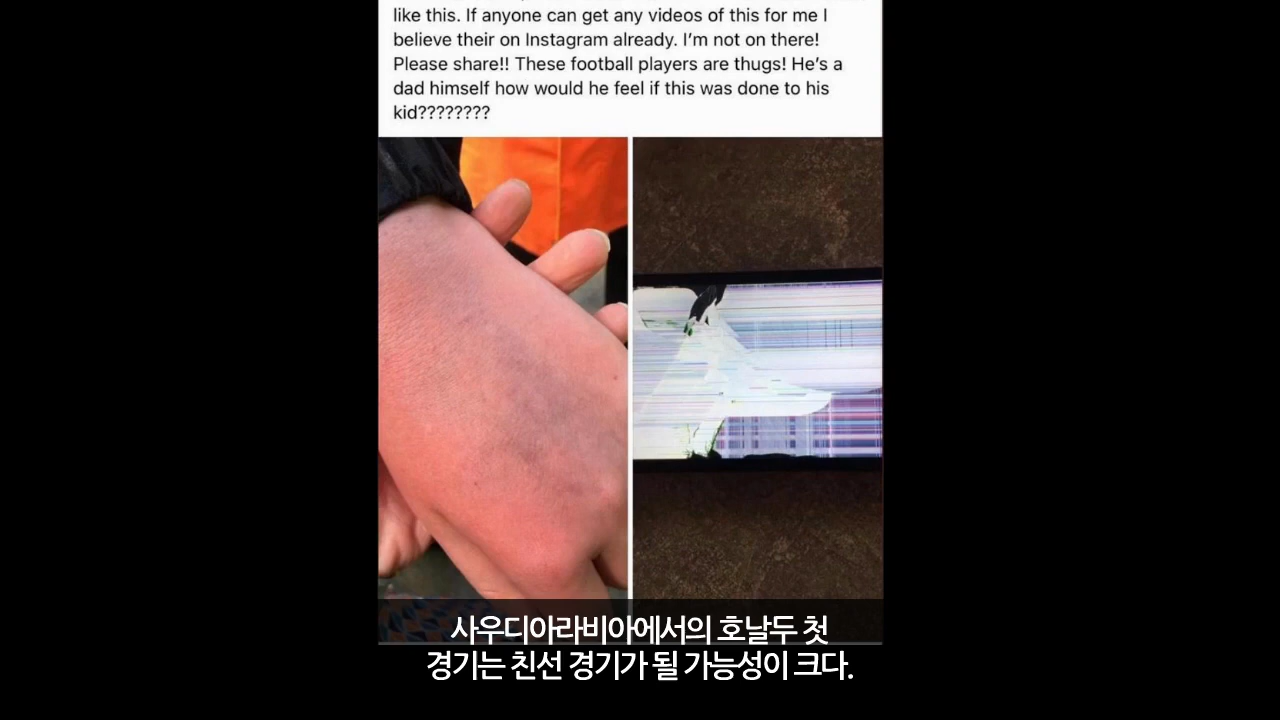 like this. If anyone can get any videos of this for me I
believe their on Instagram already. I'm not on there!
Please share!! These football players are thugs! He's a
dad himself how would he feel if this was done to his
kid????????
사우디아라비아에서의 호날두 첫
경기는 친선 경기가 될 가능성이 크다.